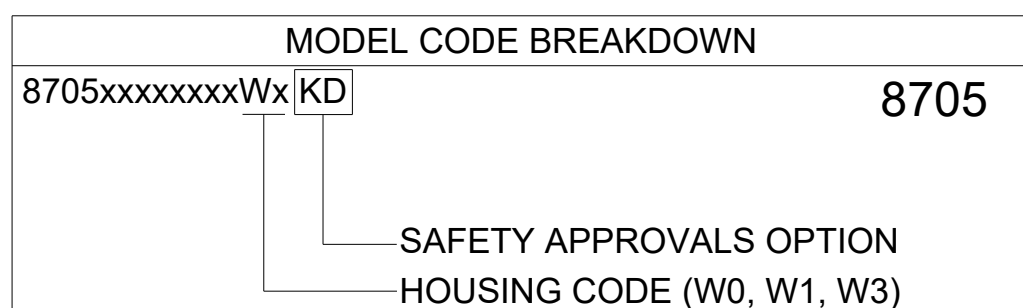 MODEL CODE BREAKDOWN
8705xxxxxxxxWx KD 8705
SAFETY APPROVALS OPTION
HOUSING CODE (W0, W1, W3)